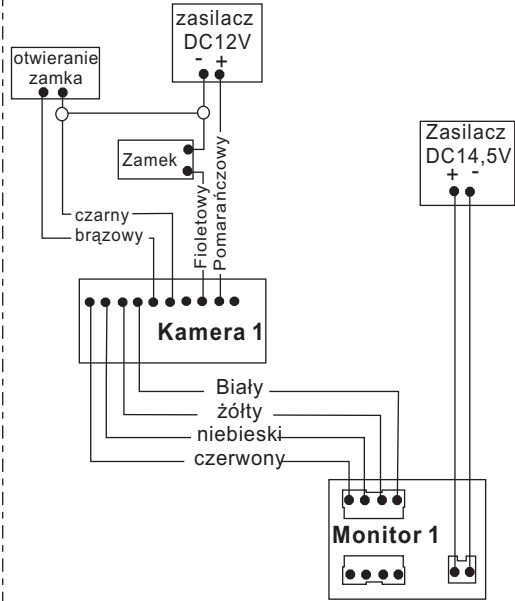 zasilacz
DC12V
- +
otwieranie
zamka
Zasilacz
DC14,5V
+ -
Zamek
Fioletowy
Pomarańczowy
czarny
brązowy
Kamera 1
Biały
żółty
niebieski
czerwony
Monitor 1